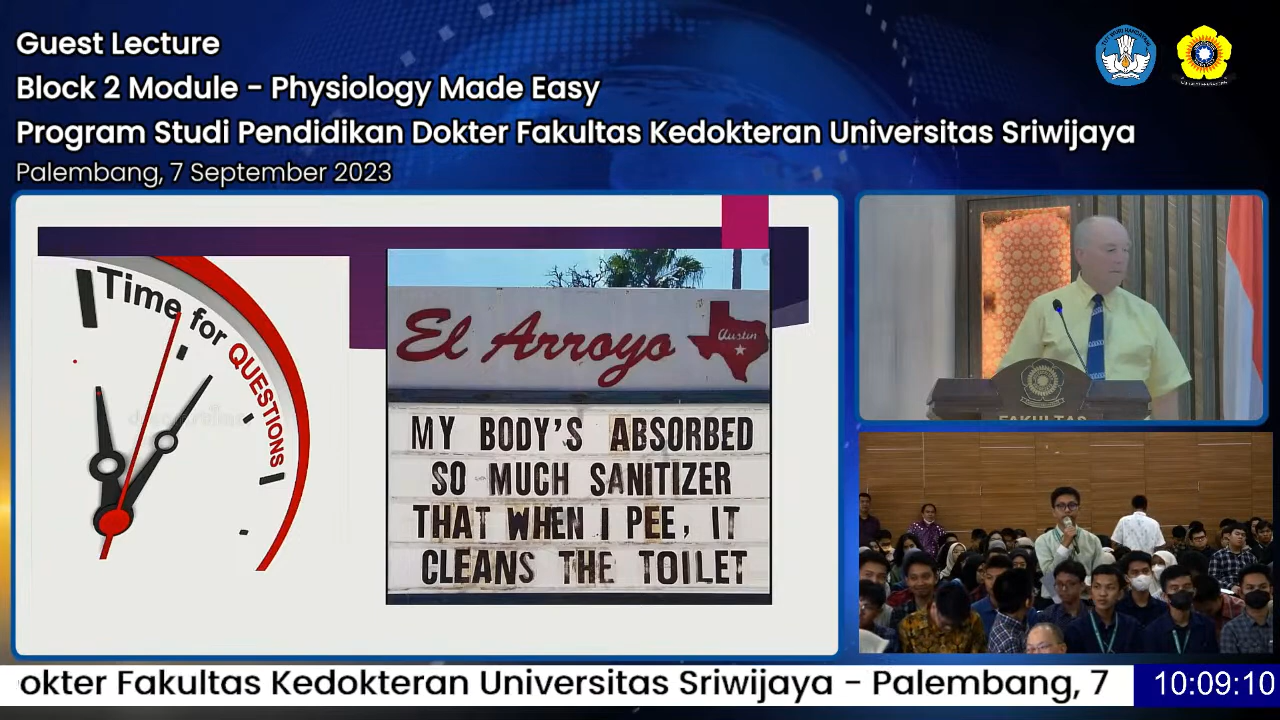 Guest Lecture
Block 2 Module - Physiology Made Easy
Program Studi Pendidikan Dokter Fakultas Kedokteran Universitas Sriwijaya
Palembang, 7 September 2023
Time for QUESTIONS
El Arroyo
Austin
MY BODY'S ABSORBED
SO MUCH SANITIZER
THAT WHEN I PEE, IT
CLEANS THE TOILET
FAKULTAS
okter Fakultas Kedokteran Universitas Sriwijaya - Palembang, 7
10:09:10